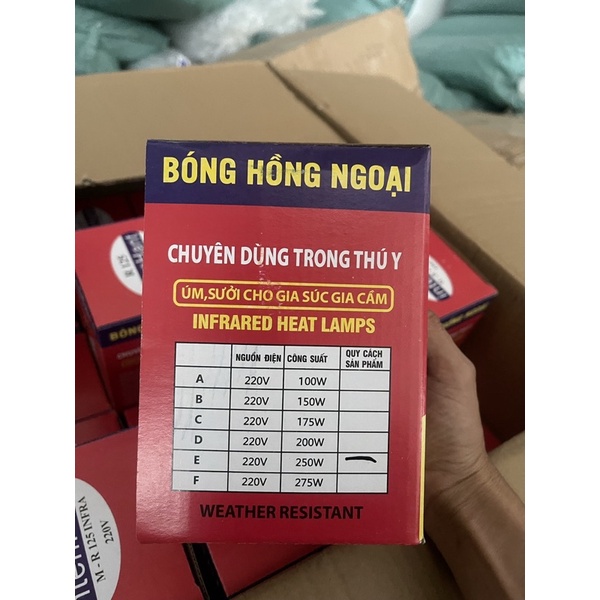 BÓNG HỒNG NGOẠI
CHUYÊN DÙNG TRONG THÚ Y
ÚM,SƯỞI CHO GIA SÚC GIA CẦM
INFRARED HEAT LAMPS
NGUỒN ĐIỆN CÔNG SUẤT QUY CÁCH SẢN PHẨM
A 220V 100W
B 220V 150W
C 220V 175W
D 220V 200W
E 220V 250W
F 220V 275W
WEATHER RESISTANT
BÓNG
CHUYÊN
M - R 125 INFRA
220V